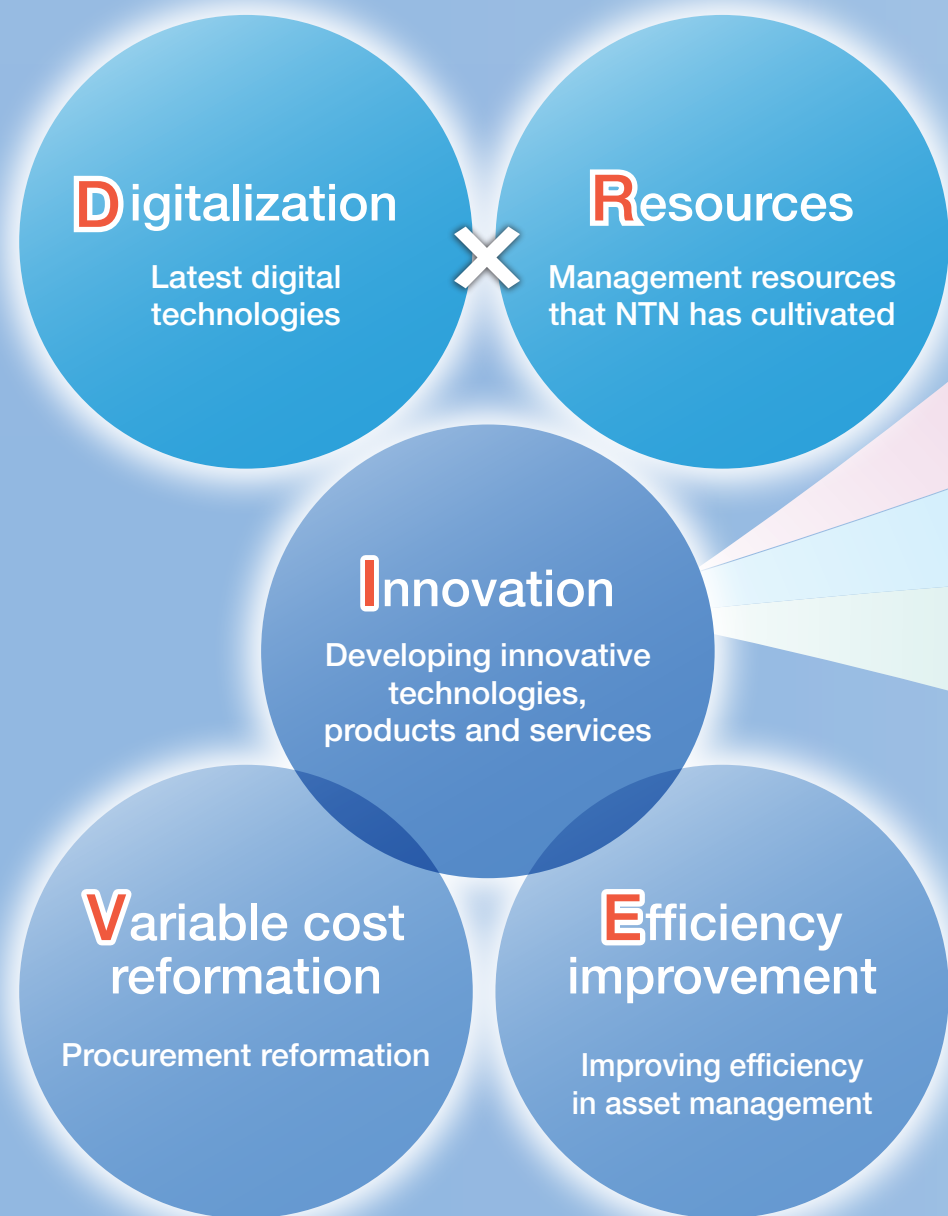 Digitalization
Latest digital
technologies
×
Resources
Management resources
that NTN has cultivated
Innovation
Developing innovative
technologies,
products and services
Variable cost
reformation
Procurement reformation
Efficiency
improvement
Improving efficiency
in asset management